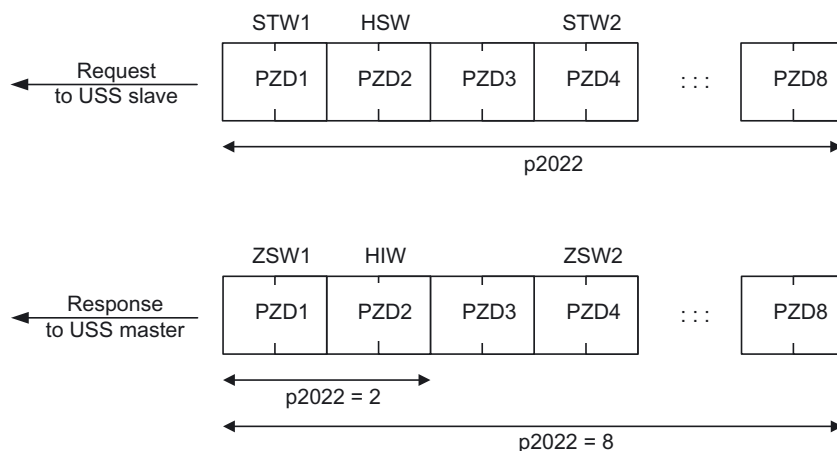 STW1 HSW STW2
Request
to USS slave
PZD1 PZD2 PZD3 PZD4 : : : PZD8
p2022
ZSW1 HIW ZSW2
Response
to USS master
PZD1 PZD2 PZD3 PZD4 : : : PZD8
p2022 = 2
p2022 = 8